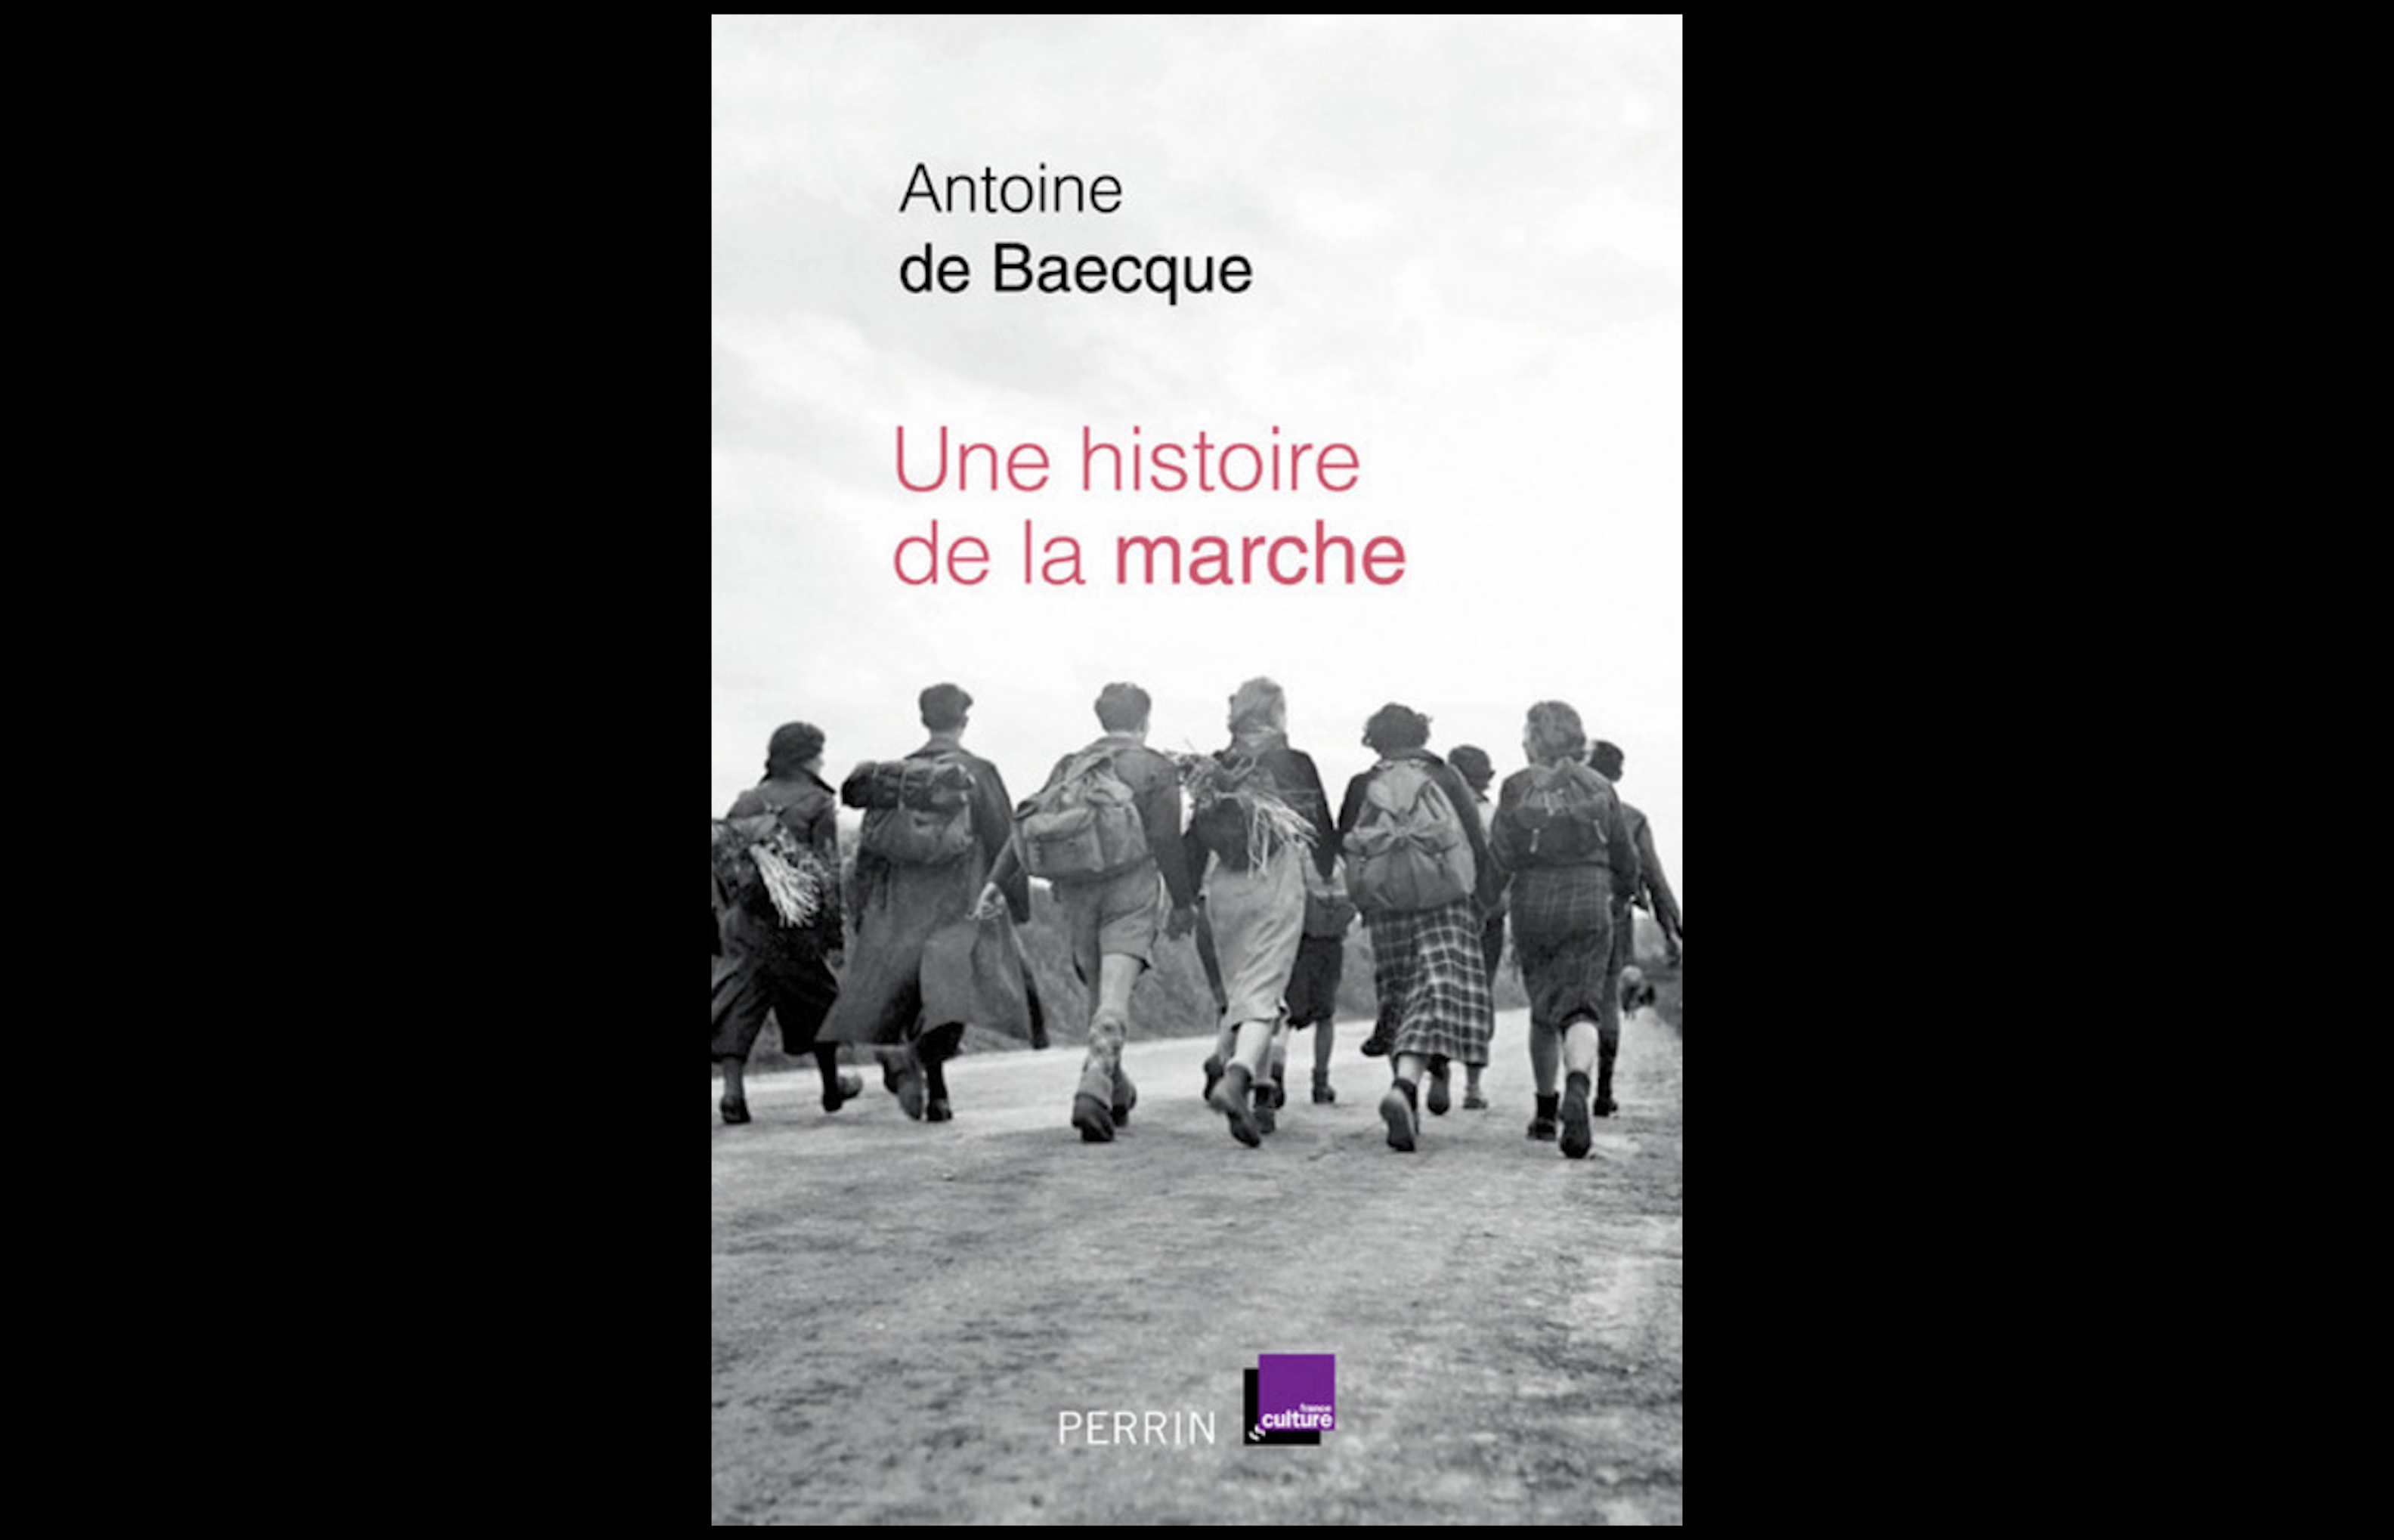 Antoine
de Baecque
Une histoire
de la marche
PERRIN
france
culture